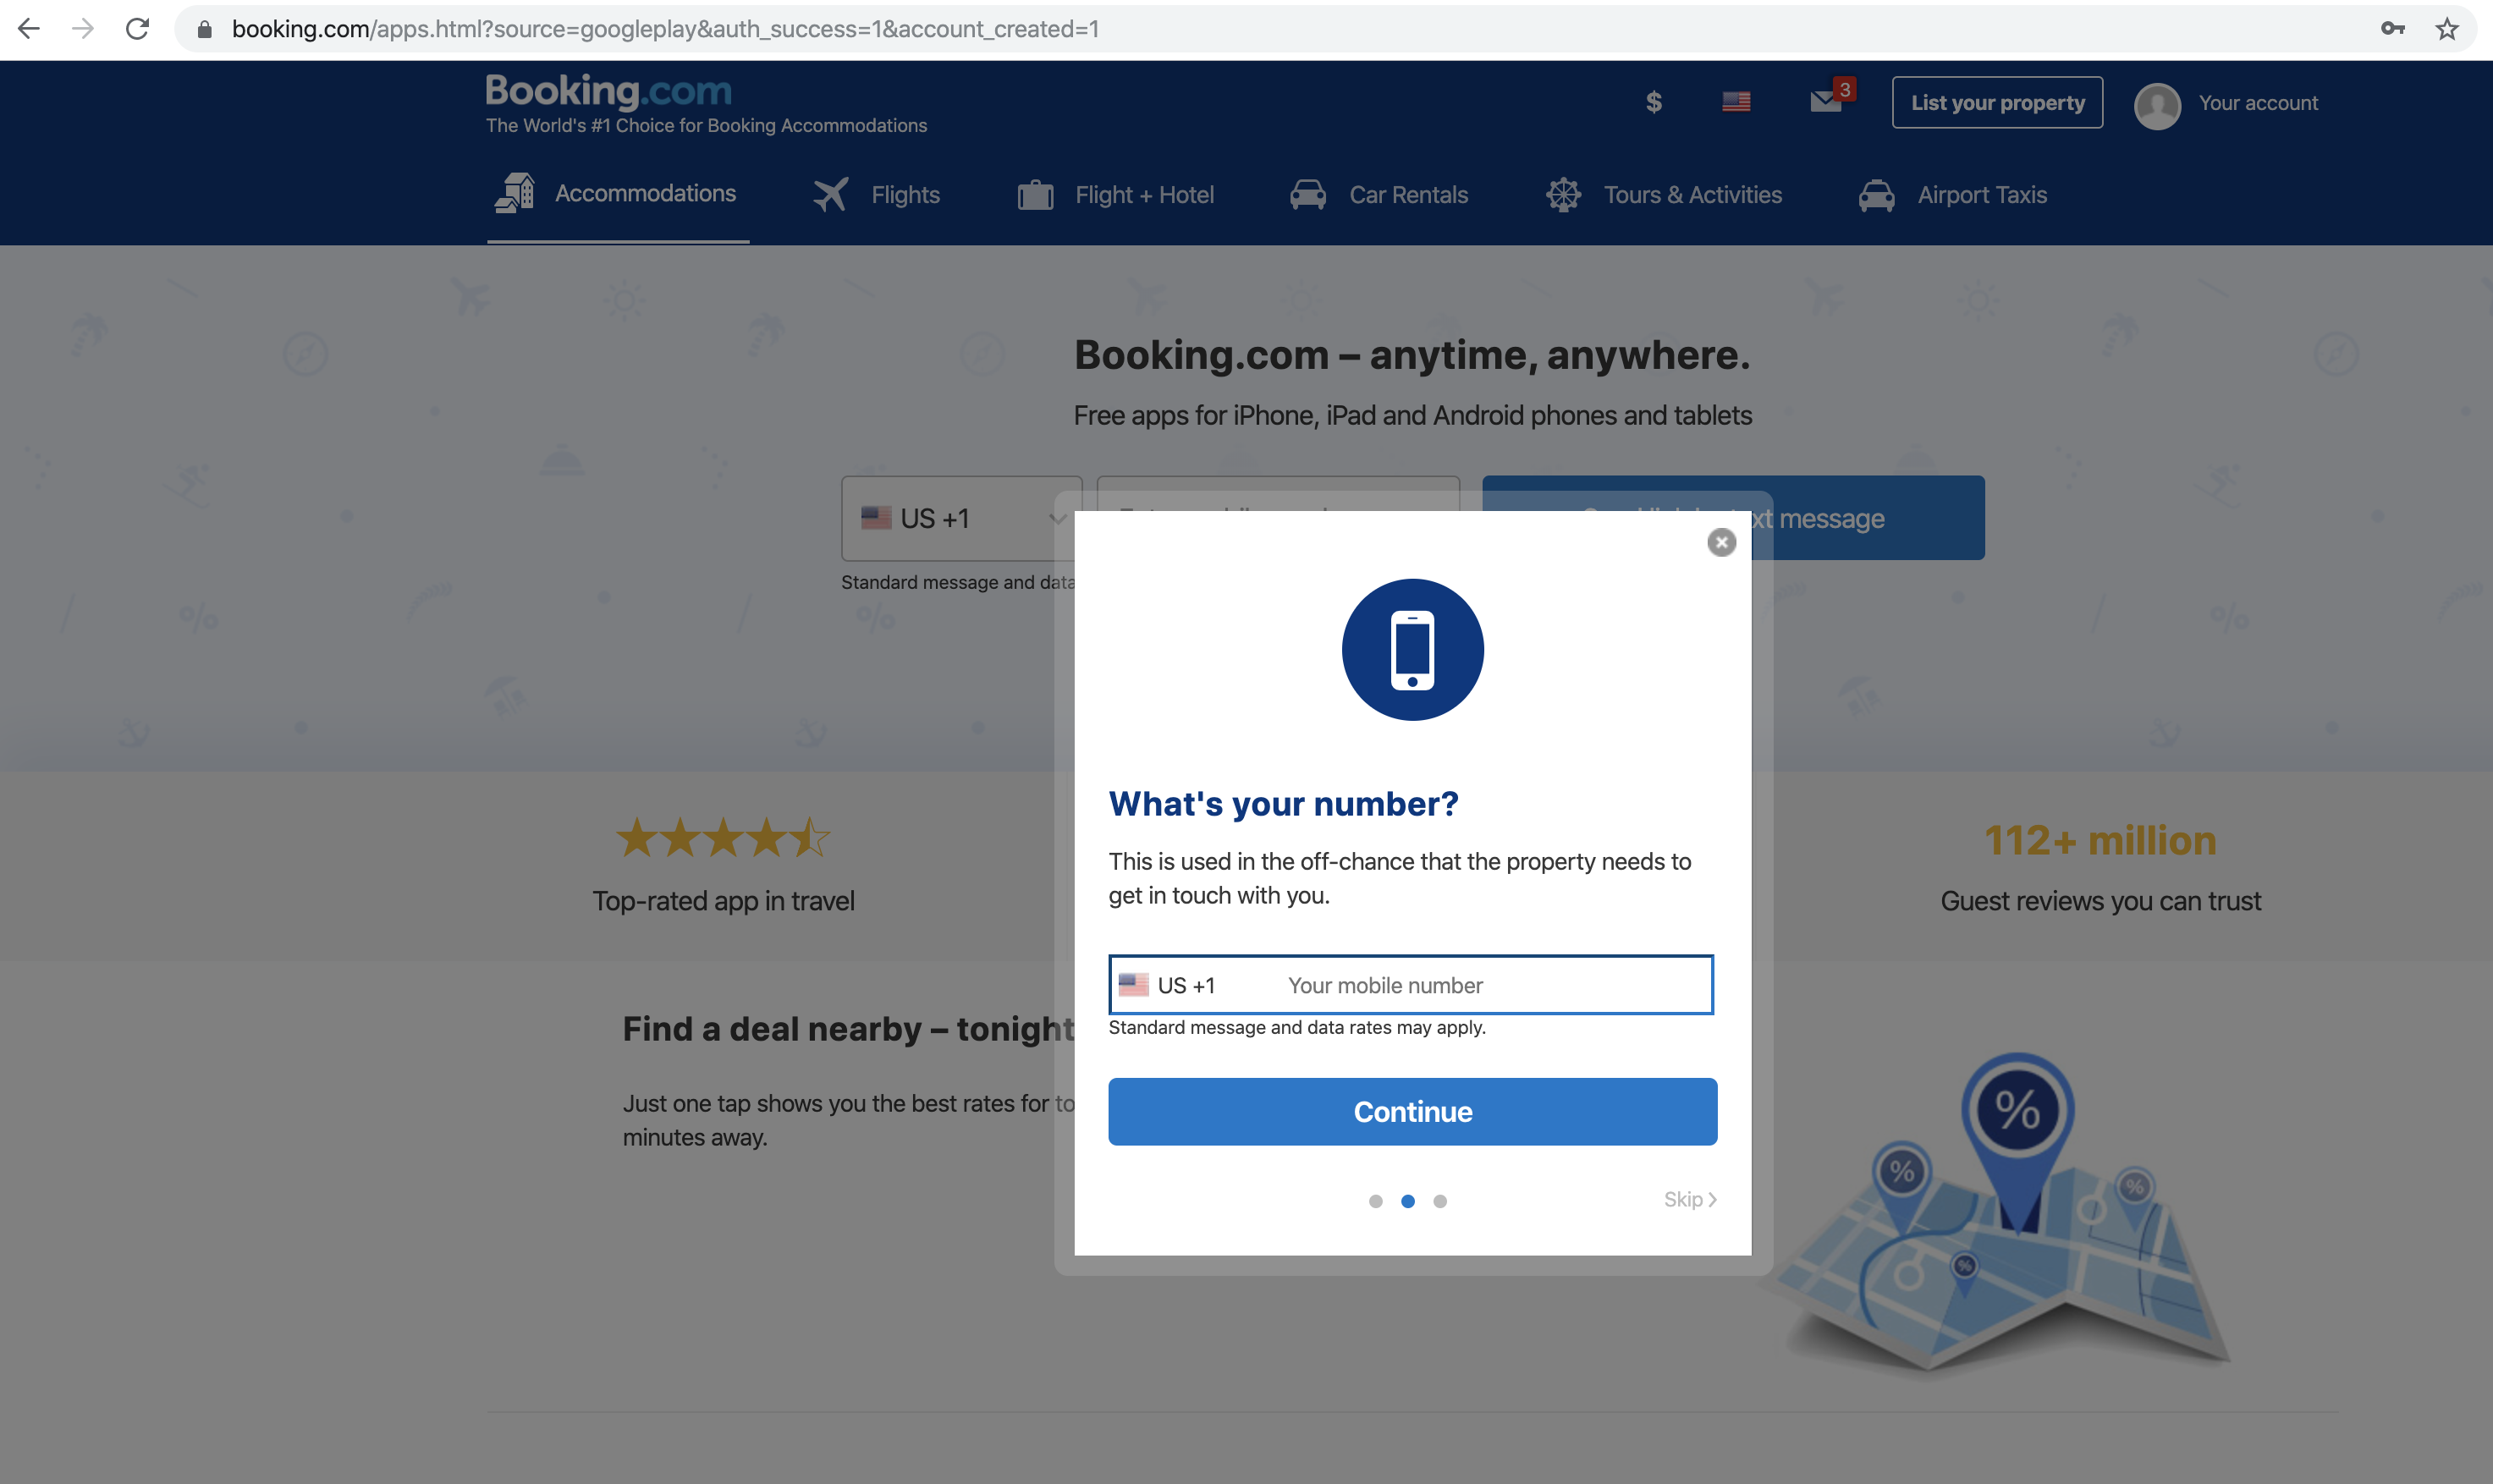 booking.com/apps.html?source=googleplay&auth_success=1&account_created=1
Booking.com
The World's #1 Choice for Booking Accommodations
$
3
List your property
Your account
Accommodations
Flights
Flight + Hotel
Car Rentals
Tours & Activities
Airport Taxis
Booking.com – anytime, anywhere.
Free apps for iPhone, iPad and Android phones and tablets
US +1
message
Standard message and data
What's your number?
This is used in the off-chance that the property needs to
get in touch with you.
US +1 Your mobile number
Standard message and data rates may apply.
Continue
Skip
Top-rated app in travel
112+ million
Guest reviews you can trust
Find a deal nearby – tonight
Just one tap shows you the best rates for to
minutes away.
%
%
%
%